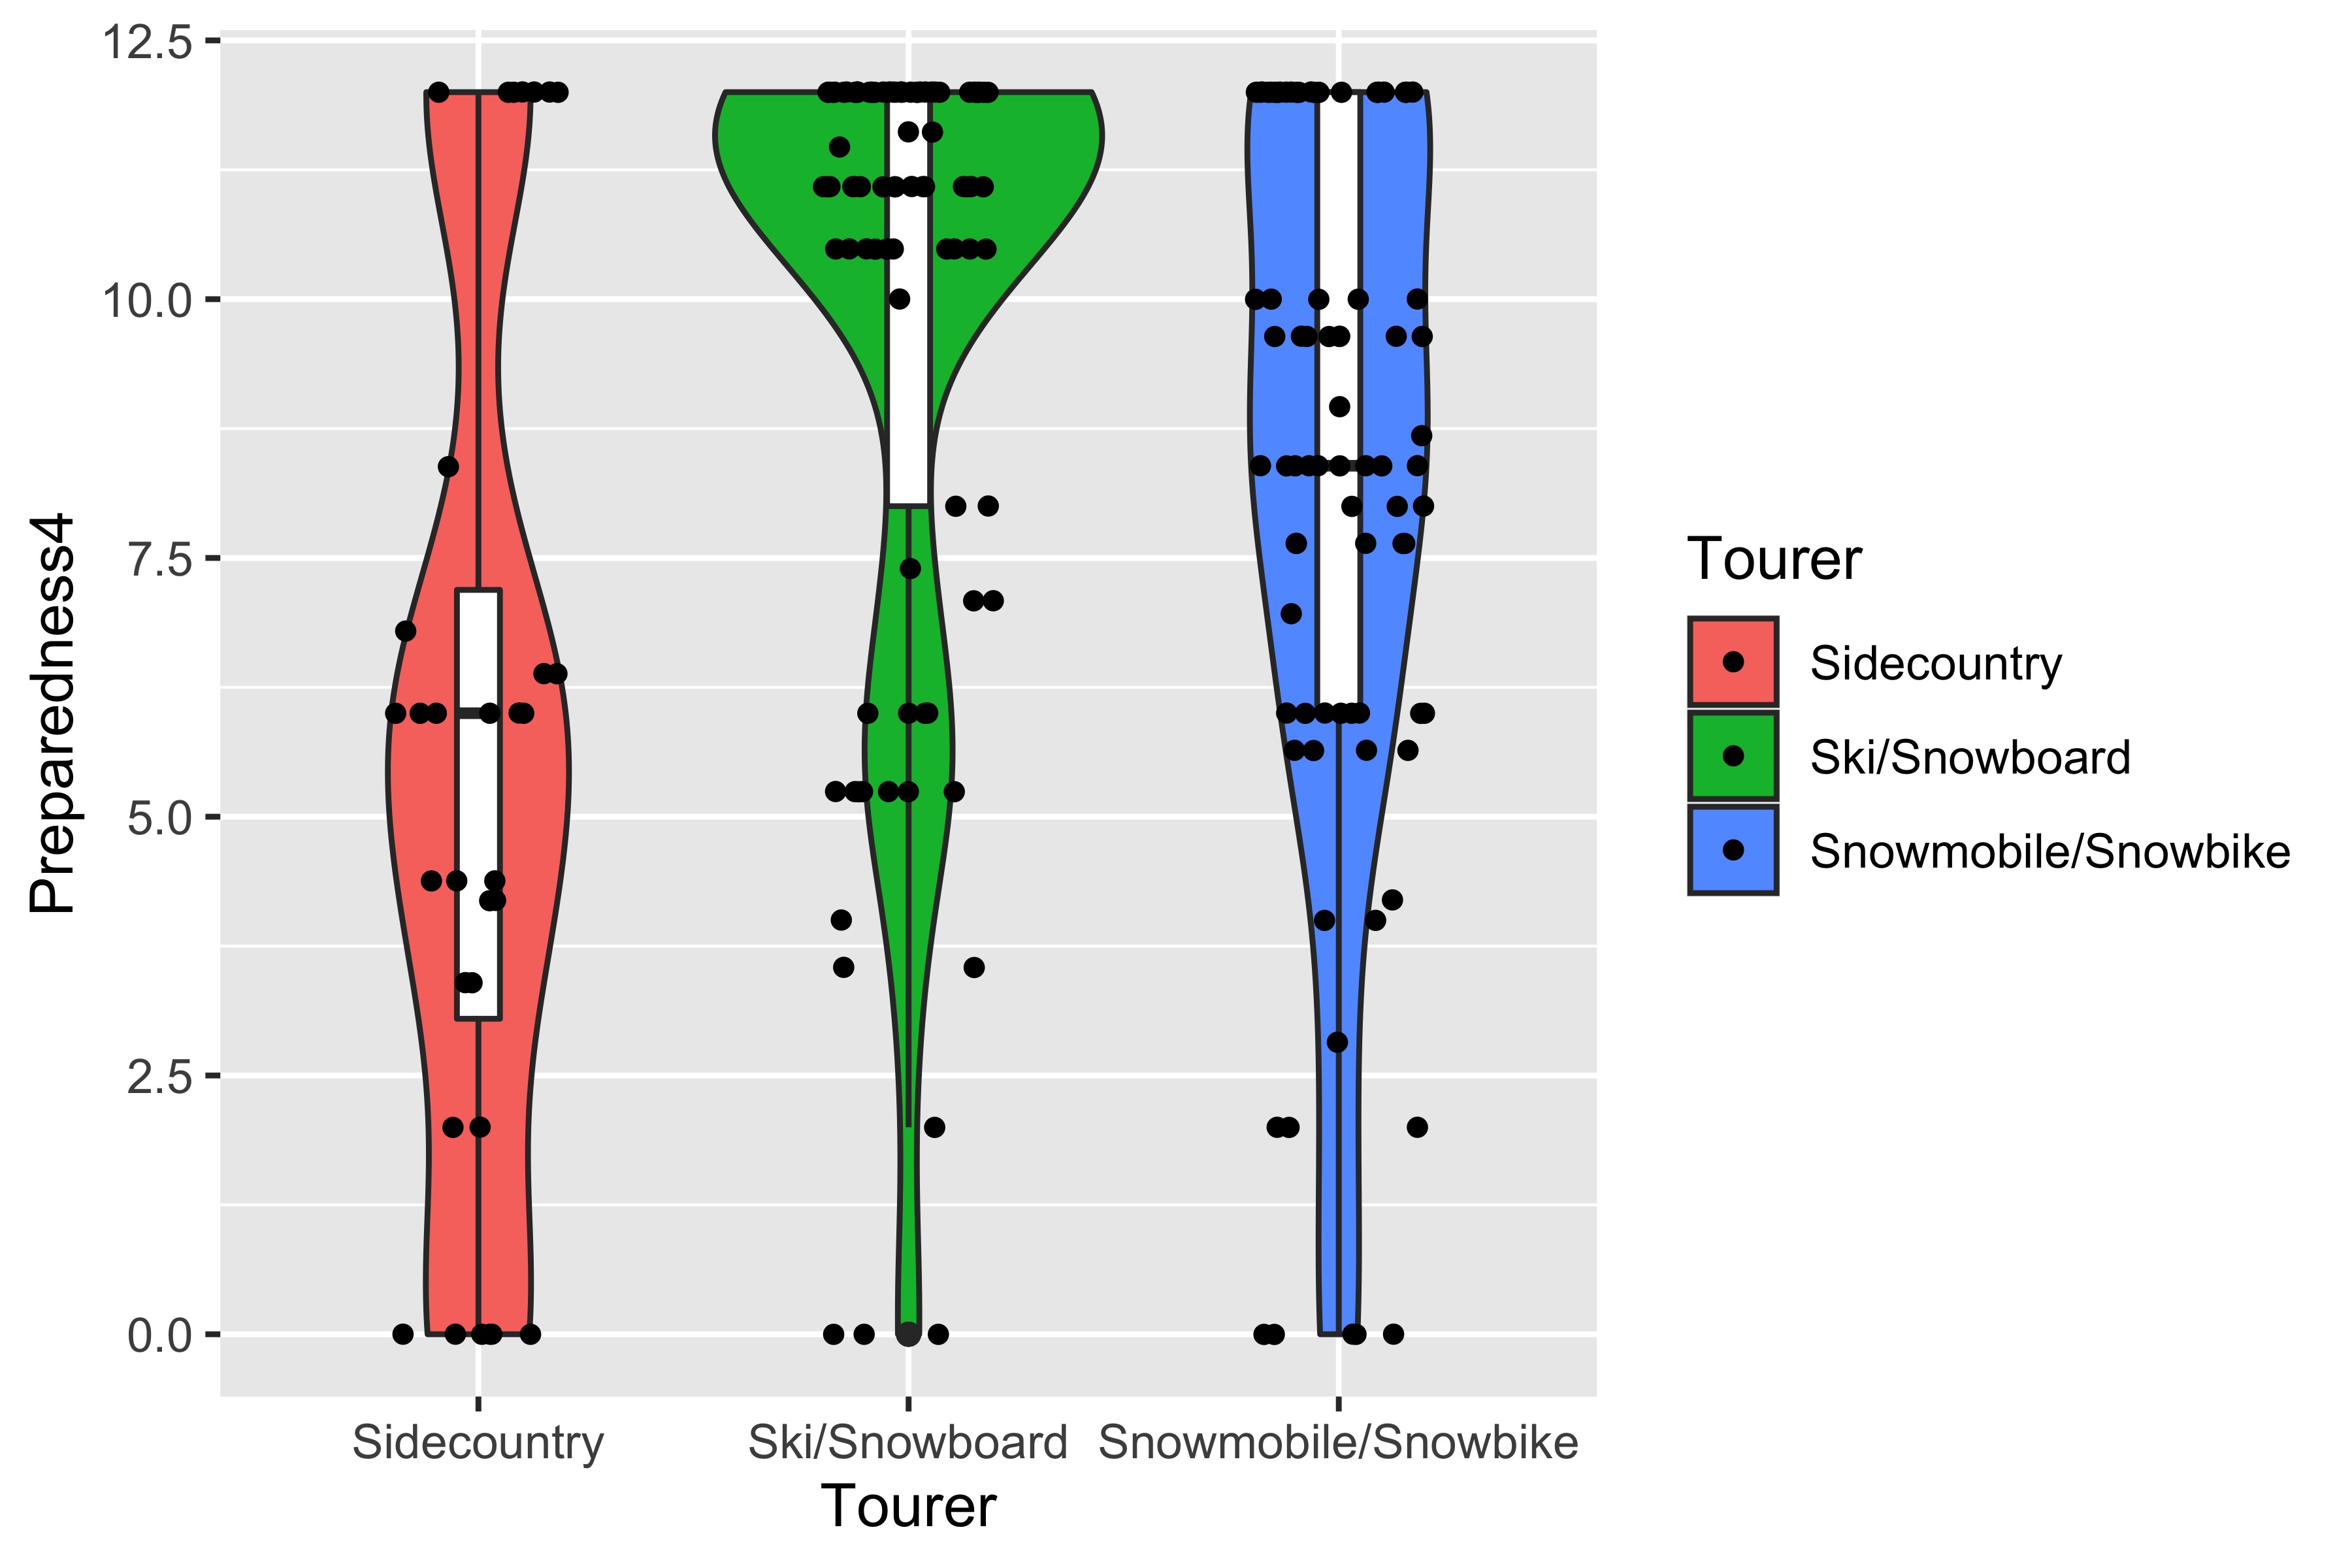 12.5
10.0
7.5
5.0
2.5
0.0
Preparedness4
Sidecountry
Ski/Snowboard
Snowmobile/Snowbike
Tourer
Tourer
Sidecountry
Ski/Snowboard
Snowmobile/Snowbike